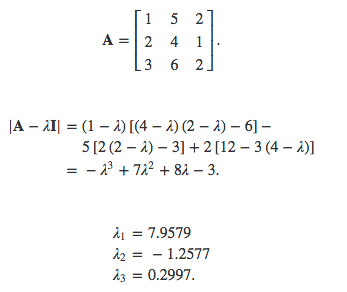 A = [1 5 2
2 4 1
3 6 2].
|A − λI| = (1 − λ) [(4 − λ) (2 − λ) − 6] −
5 [2 (2 − λ) − 3] + 2 [12 − 3 (4 − λ)]
= − λ³ + 7λ² + 8λ − 3.
λ₁ = 7.9579
λ₂ = − 1.2577
λ₃ = 0.2997.